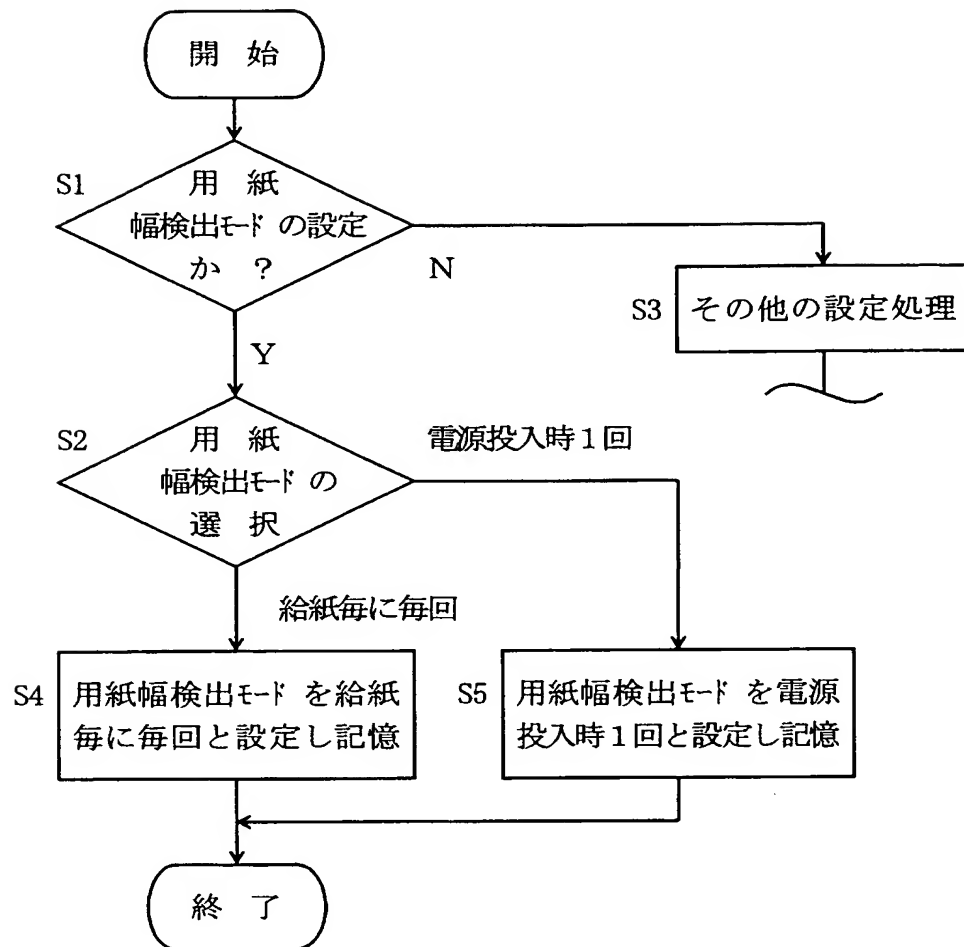 開 始
S1
用 紙
幅検出ﾓｰﾄﾞ の設定
か ?
N
Y
S3
その他の設定処理
S2
用 紙
幅検出ﾓｰﾄﾞ の
選 択
電源投入時1回
給紙毎に毎回
S4
用紙幅検出ﾓｰﾄﾞ を給紙
毎に毎回と設定し記憶
S5
用紙幅検出ﾓｰﾄﾞ を電源
投入時1回と設定し記憶
終 了